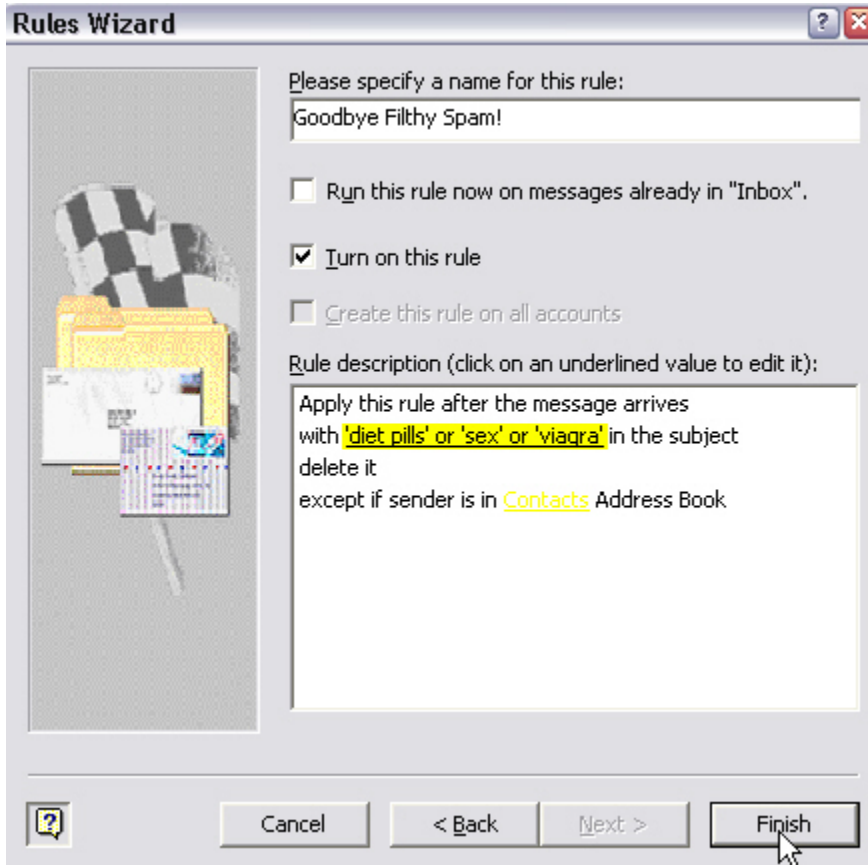 Rules Wizard
Please specify a name for this rule:
Goodbye Filthy Spam!
Run this rule now on messages already in "Inbox".
Turn on this rule
Create this rule on all accounts
Rule description (click on an underlined value to edit it):
Apply this rule after the message arrives
with 'diet pills' or 'sex' or 'viagra' in the subject
delete it
except if sender is in Contacts Address Book
Cancel
< Back
Next >
Finish